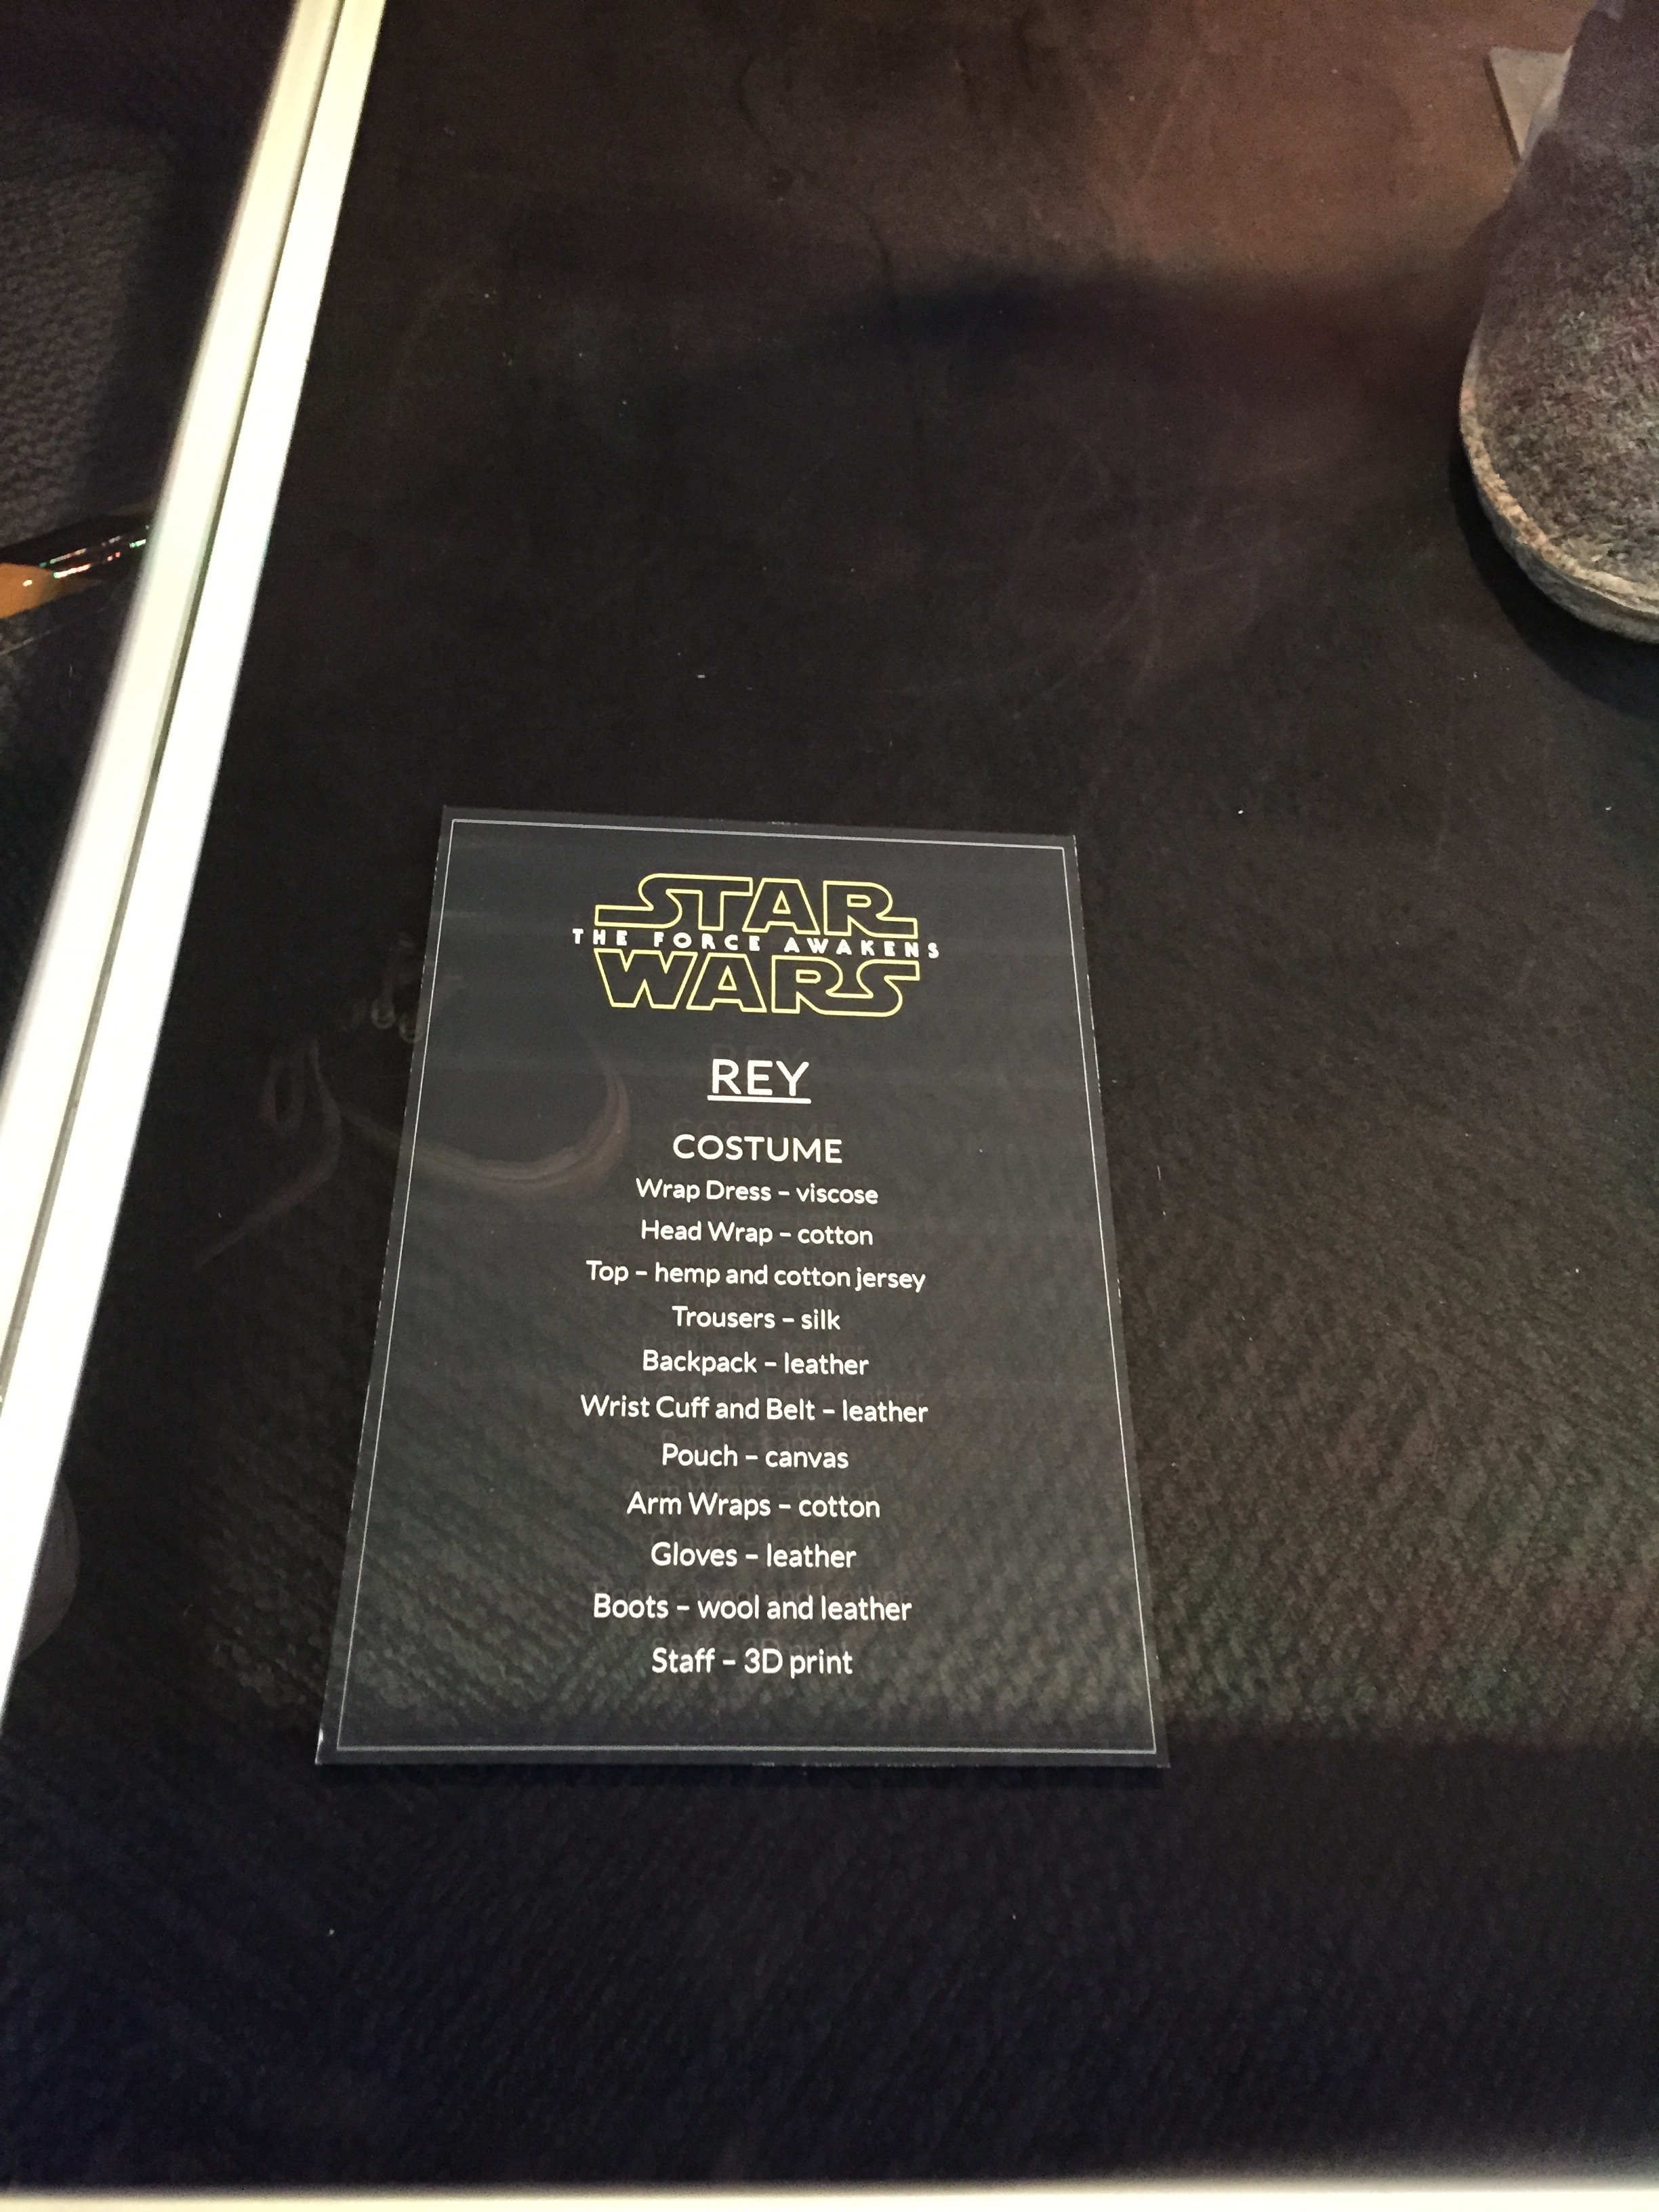 STAR
THE FORCE AWAKENS
WARS
REY
COSTUME
Wrap Dress – viscose
Head Wrap – cotton
Top – hemp and cotton jersey
Trousers – silk
Backpack – leather
Wrist Cuff and Belt – leather
Pouch – canvas
Arm Wraps – cotton
Gloves – leather
Boots – wool and leather
Staff – 3D print